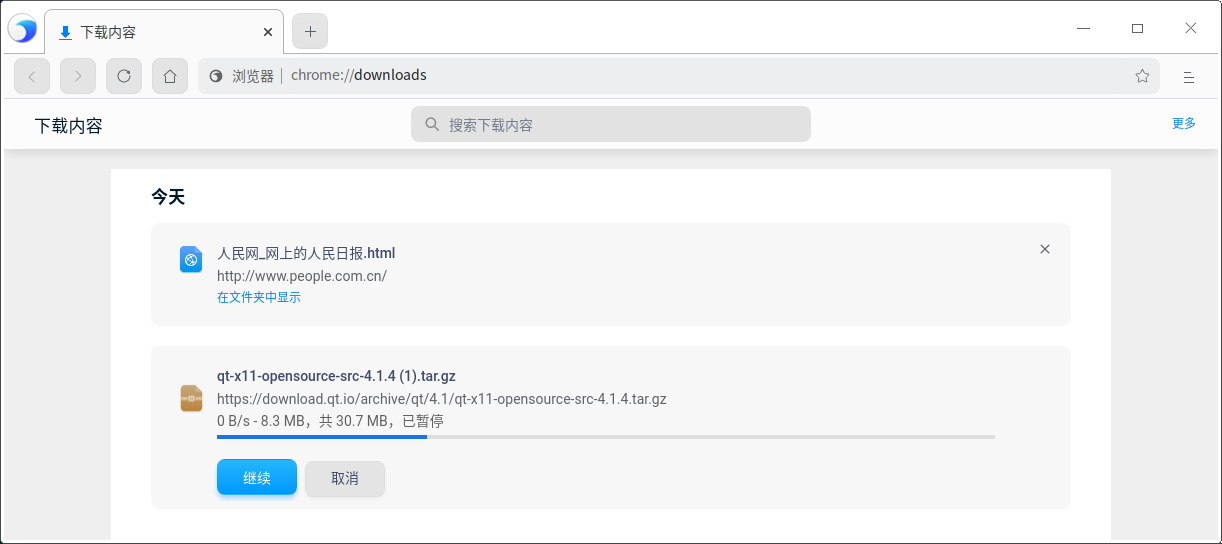 下载内容
浏览器 | chrome://downloads
下载内容
搜索下载内容
更多
今天
人民网_网上的人民日报.html
http://www.people.com.cn/
在文件夹中显示
qt-x11-opensource-src-4.1.4 (1).tar.gz
https://download.qt.io/archive/qt/4.1/qt-x11-opensource-src-4.1.4.tar.gz
0 B/s - 8.3 MB，共 30.7 MB，已暂停
继续
取消